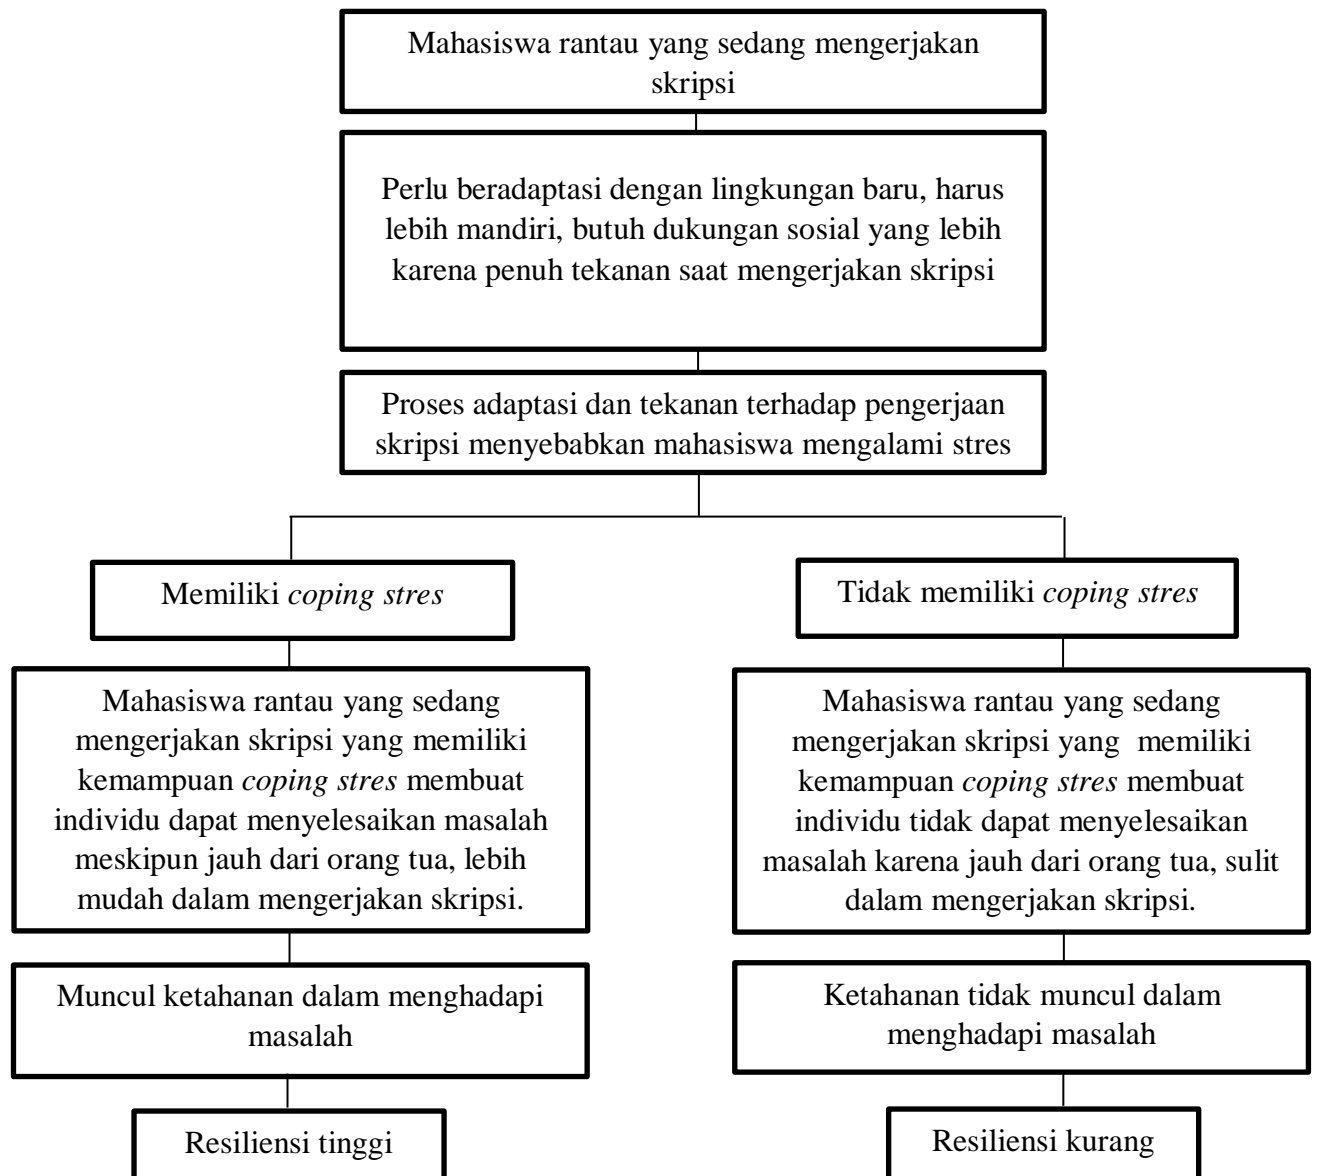 Mahasiswa rantau yang sedang mengerjakan
skripsi
Perlu beradaptasi dengan lingkungan baru, harus
lebih mandiri, butuh dukungan sosial yang lebih
karena penuh tekanan saat mengerjakan skripsi
Proses adaptasi dan tekanan terhadap pengerjaan
skripsi menyebabkan mahasiswa mengalami stres
Memiliki coping stres
Mahasiswa rantau yang sedang
mengerjakan skripsi yang memiliki
kemampuan coping stres membuat
individu dapat menyelesaikan masalah
meskipun jauh dari orang tua, lebih
mudah dalam mengerjakan skripsi.
Muncul ketahanan dalam menghadapi
masalah
Resiliensi tinggi
Tidak memiliki coping stres
Mahasiswa rantau yang sedang
mengerjakan skripsi yang  memiliki
kemampuan coping stres membuat
individu tidak dapat menyelesaikan
masalah karena jauh dari orang tua, sulit
dalam mengerjakan skripsi.
Ketahanan tidak muncul dalam
menghadapi masalah
Resiliensi kurang